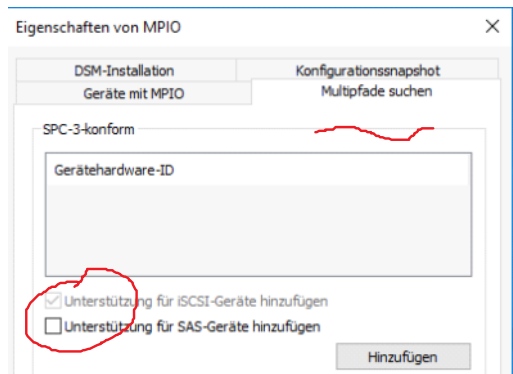 Eigenschaften von MPIO
DSM-Installation
Konfigurationssnapshot
Geräte mit MPIO
Multipfade suchen
SPC-3-konform
Gerätehardware-ID
Unterstützung für iSCSI-Geräte hinzufügen
Unterstützung für SAS-Geräte hinzufügen
Hinzufügen